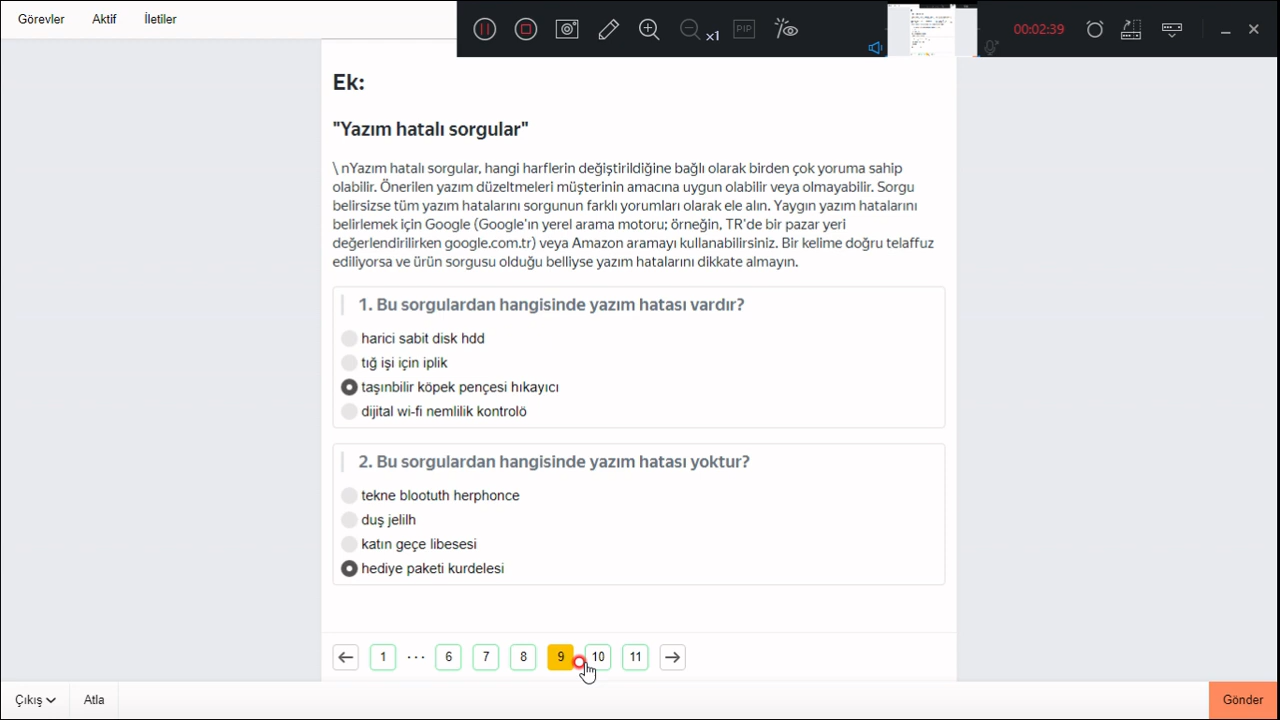 Görevler Aktif İletiler
x1 PIP 00:02:39
Ek:
"Yazım hatalı sorgular"
\ nYazım hatalı sorgular, hangi harflerin değiştirildiğine bağlı olarak birden çok yoruma sahip
olabilir. Önerilen yazım düzeltmeleri müşterinin amacına uygun olabilir veya olmayabilir. Sorgu
belirsizse tüm yazım hatalarını sorgunun farklı yorumları olarak ele alın. Yaygın yazım hatalarını
belirlemek için Google (Google'ın yerel arama motoru; örneğin, TR'de bir pazar yeri
değerlendirilirken google.com.tr) veya Amazon aramayı kullanabilirsiniz. Bir kelime doğru telaffuz
ediliyorsa ve ürün sorgusu olduğu belliyse yazım hatalarını dikkate almayın.
1. Bu sorgulardan hangisinde yazım hatası vardır?
harici sabit disk hdd
tığ işi için iplik
taşınbilir köpek pençesi hıkayıcı
dijital wi-fi nemlilik kontrolö
2. Bu sorgulardan hangisinde yazım hatası yoktur?
tekne blootuth herphonce
duş jelilh
katın geçe libesesi
hediye paketi kurdelesi
1 ... 6 7 8 9 10 11
Çıkış Atla Gönder